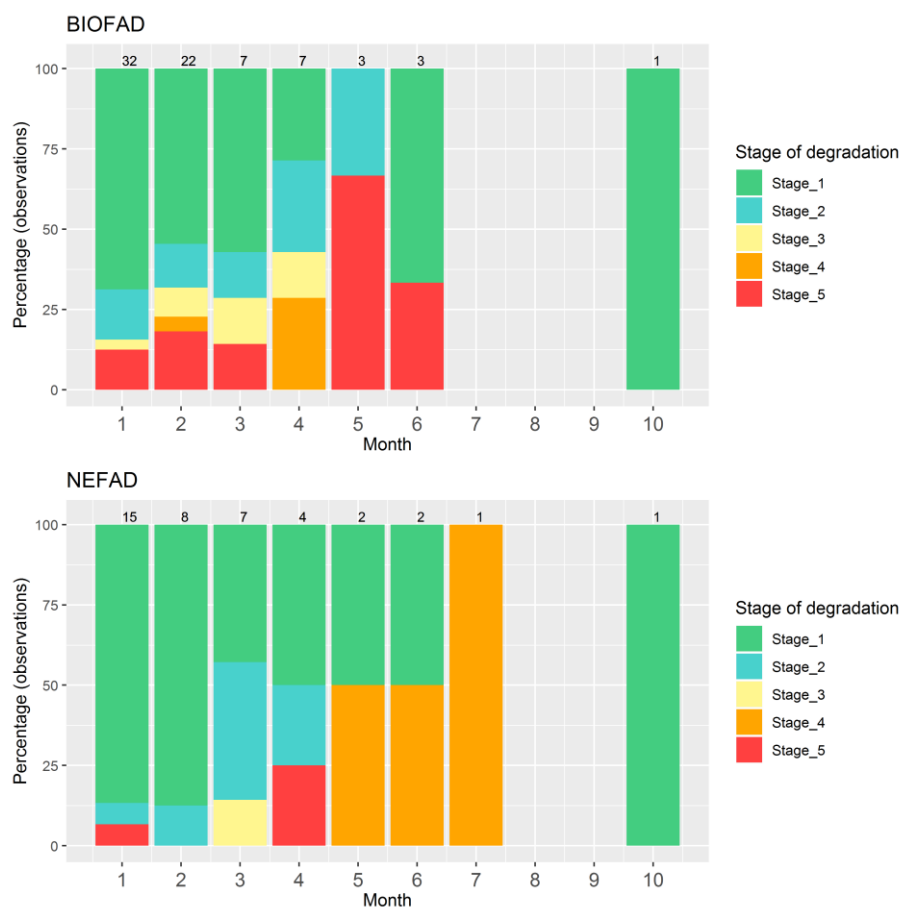 BIOFAD
32 22 7 7 3 3 1
100
75
50
25
0
Percentage (observations)
1 2 3 4 5 6 7 8 9 10
Month
Stage of degradation
Stage_1
Stage_2
Stage_3
Stage_4
Stage_5
NEFAD
15 8 7 4 2 2 1 1
100
75
50
25
0
Percentage (observations)
1 2 3 4 5 6 7 8 9 10
Month
Stage of degradation
Stage_1
Stage_2
Stage_3
Stage_4
Stage_5